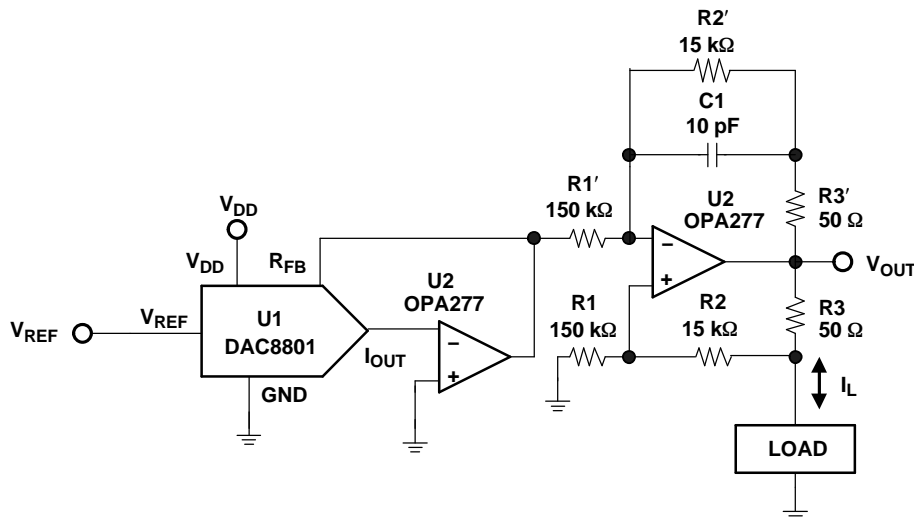 R2′
15 kΩ
C1
10 pF
R1′
150 kΩ
U2
OPA277
R3′
50 Ω
V_DD
V_DD
R_FB
U2
OPA277
V_OUT
V_REF
V_REF
U1
DAC8801
I_OUT
GND
−
+
−
+
R1
150 kΩ
R2
15 kΩ
R3
50 Ω
I_L
LOAD